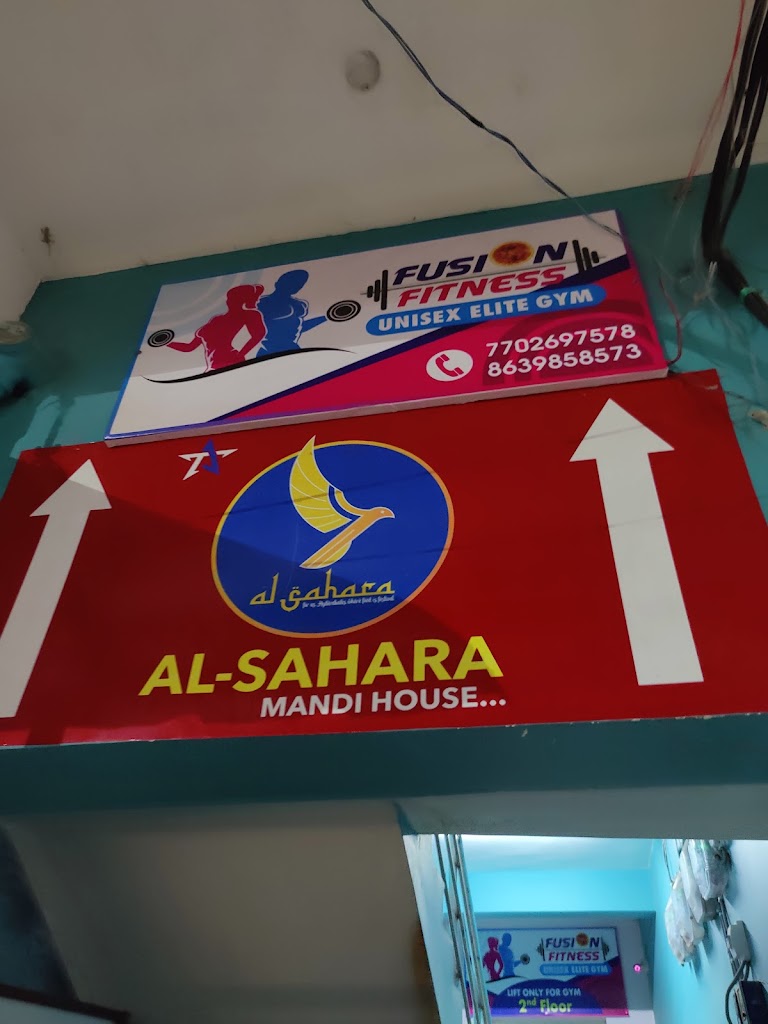 FUSION
FITNESS
UNISEX ELITE GYM
7702697578
8639858573
al sahara
AL-SAHARA
MANDI HOUSE...
FUSION
FITNESS
UNISEX ELITE GYM
LIFT ONLY FOR GYM
2nd Floor